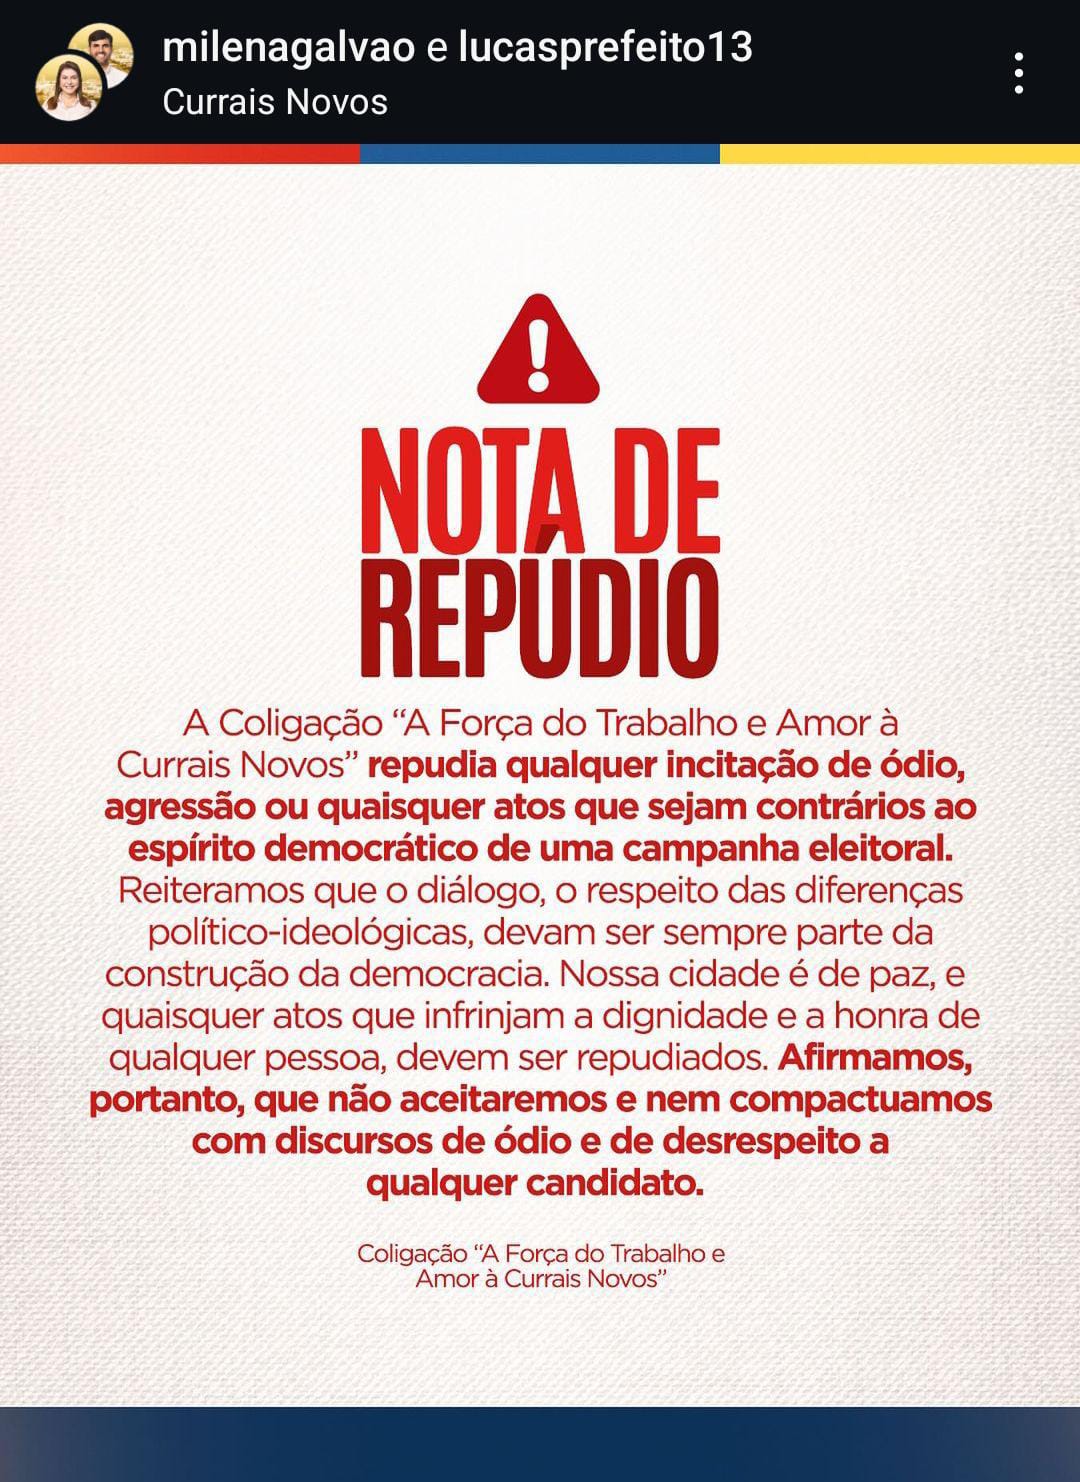 milenagalvao e lucasprefeito13
Currais Novos
NOTA DE
REPÚDIO
A Coligação “A Força do Trabalho e Amor à
Currais Novos” repudia qualquer incitação de ódio,
agressão ou quaisquer atos que sejam contrários ao
espírito democrático de uma campanha eleitoral.
Reiteramos que o diálogo, o respeito das diferenças
político-ideológicas, devam ser sempre parte da
construção da democracia. Nossa cidade é de paz, e
quaisquer atos que infrinjam a dignidade e a honra de
qualquer pessoa, devem ser repudiados. Afirmamos,
portanto, que não aceitaremos e nem compactuamos
com discursos de ódio e de desrespeito a
qualquer candidato.
Coligação “A Força do Trabalho e
Amor à Currais Novos”